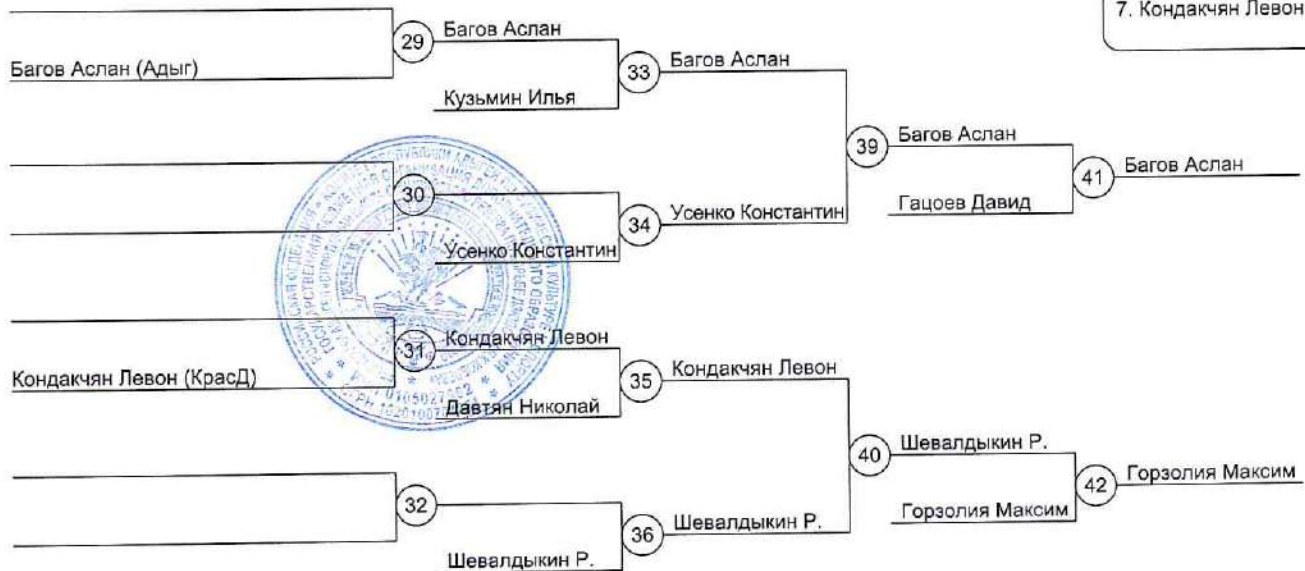 7. Кондакчян Левон
29
Багов Аслан
Багов Аслан (Адыг)
33
Багов Аслан
Кузьмин Илья
39
Багов Аслан
41
Багов Аслан
30
Гацоев Давид
34
Усенко Константин
Усенко Константин
31
Кондакчян Левон
Кондакчян Левон (КрасД)
35
Кондакчян Левон
Давтян Николай
40
Шевалдыкин Р.
42
Горзолия Максим
32
Горзолия Максим
36
Шевалдыкин Р.
Шевалдыкин Р.